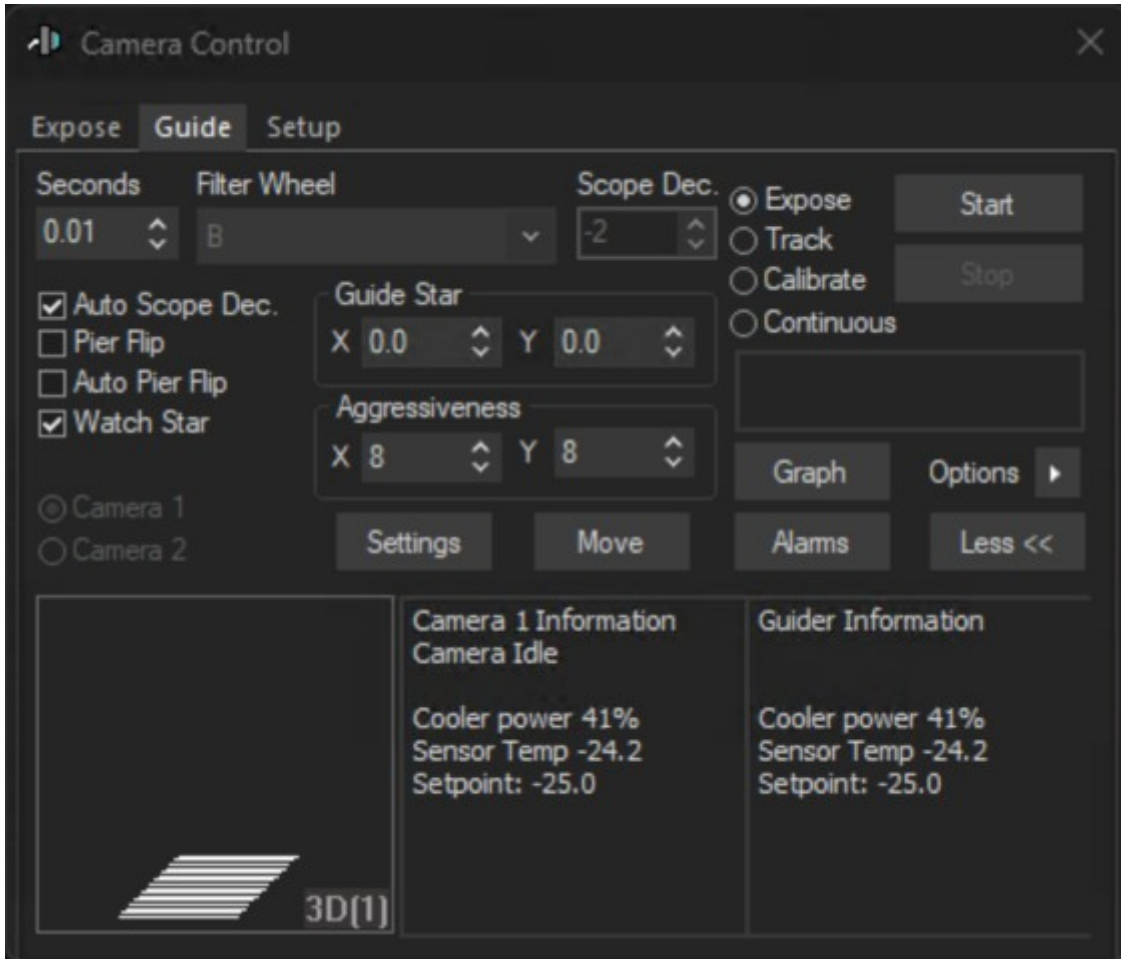 Camera Control
Expose Guide Setup
Seconds Filter Wheel Scope Dec.
0.01 B -2
Expose
Track
Calibrate
Continuous
Start
Stop
Auto Scope Dec.
Pier Flip
Auto Pier Flip
Watch Star
Guide Star
X 0.0 Y 0.0
Aggressiveness
X 8 Y 8
Camera 1
Camera 2
Graph Options
Settings Move Alarms Less <<
3D(1)
Camera 1 Information
Camera Idle
Cooler power 41%
Sensor Temp -24.2
Setpoint: -25.0
Guider Information
Cooler power 41%
Sensor Temp -24.2
Setpoint: -25.0